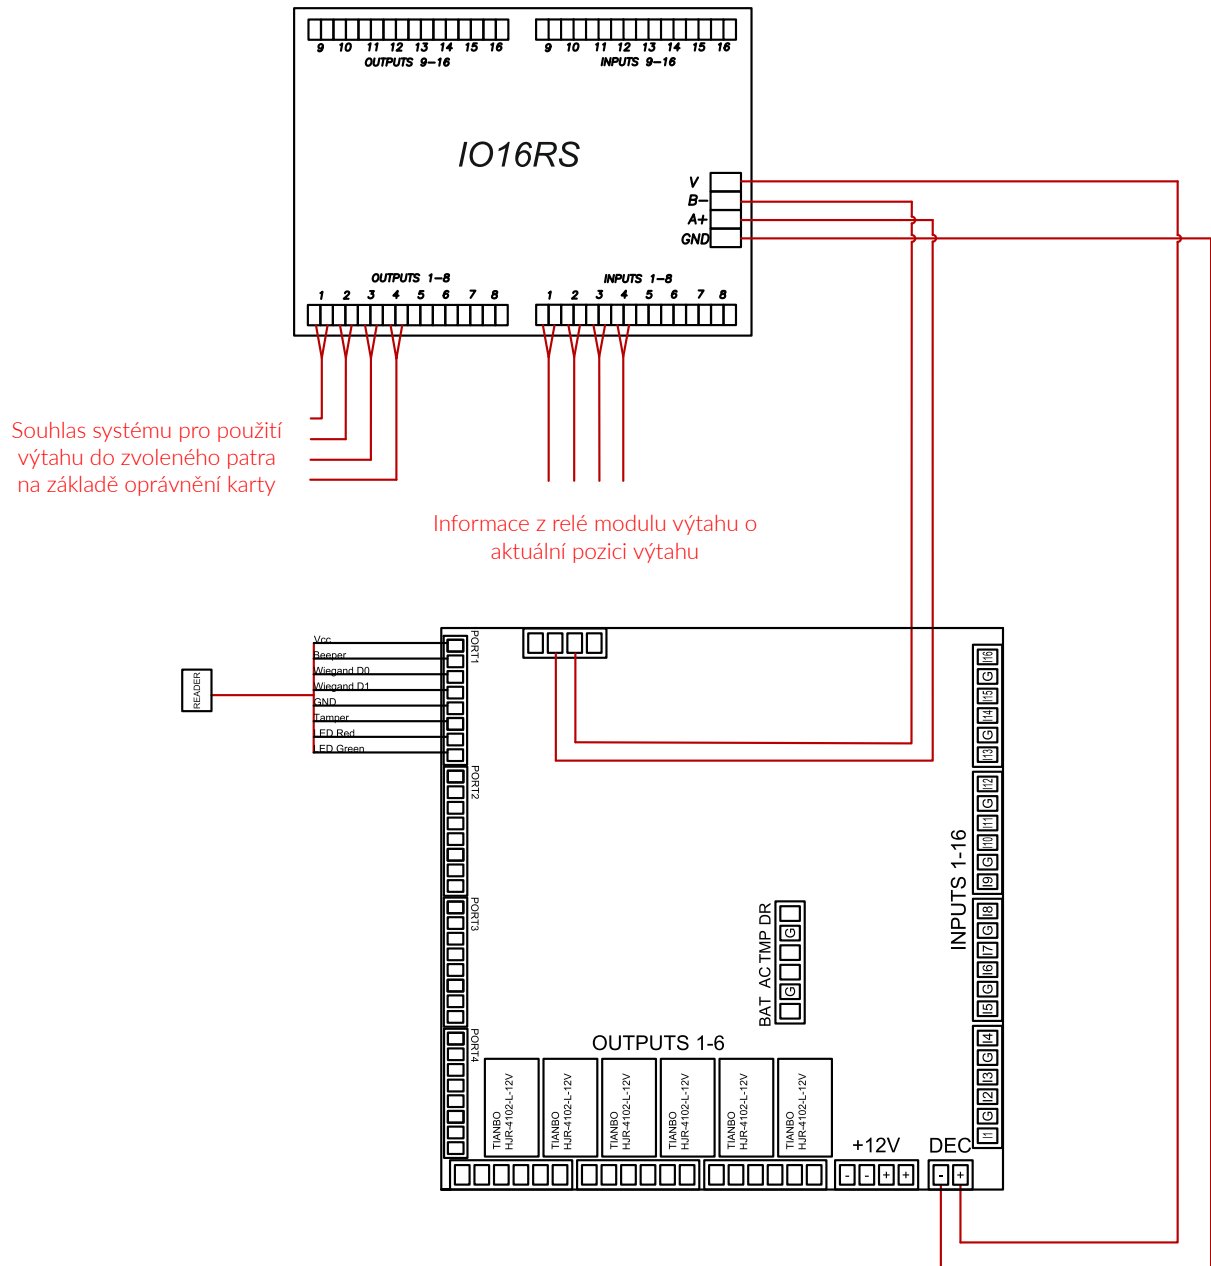 9 10 11 12 13 14 15 16
OUTPUTS 9-16
9 10 11 12 13 14 15 16
INPUTS 9-16
IO16RS
V
B-
A+
GND
OUTPUTS 1-8
1 2 3 4 5 6 7 8
INPUTS 1-8
1 2 3 4 5 6 7 8
Souhlas systému pro použití
výtahu do zvoleného patra
na základě oprávnění karty
Informace z relé modulu výtahu o
aktuální pozici výtahu
READER
Vcc
Beeper
Wiegand D0
Wiegand D1
GND
Tamper
LED Red
LED Green
PORT1
PORT2
PORT3
PORT4
I16
G
I15
I14
G
I13
I12
G
I11
I10
G
I9
I8
G
I7
I6
G
I5
I4
G
I3
I2
G
I1
INPUTS 1-16
BAT AC TMP DR
G
G
OUTPUTS 1-6
TIANBO
HJR-4102-L-12V
TIANBO
HJR-4102-L-12V
TIANBO
HJR-4102-L-12V
TIANBO
HJR-4102-L-12V
TIANBO
HJR-4102-L-12V
TIANBO
HJR-4102-L-12V
+12V
- - + +
DEC
- +